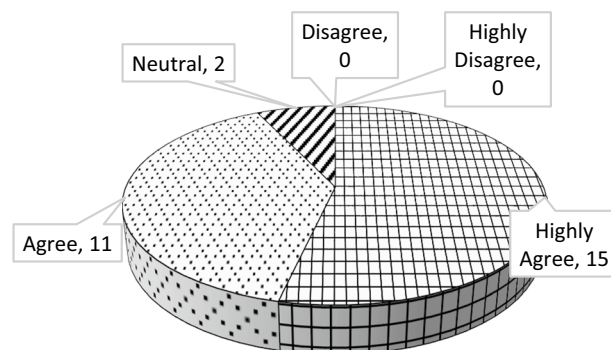 Disagree,
0
Highly
Disagree,
0
Neutral, 2
Agree, 11
Highly
Agree, 15